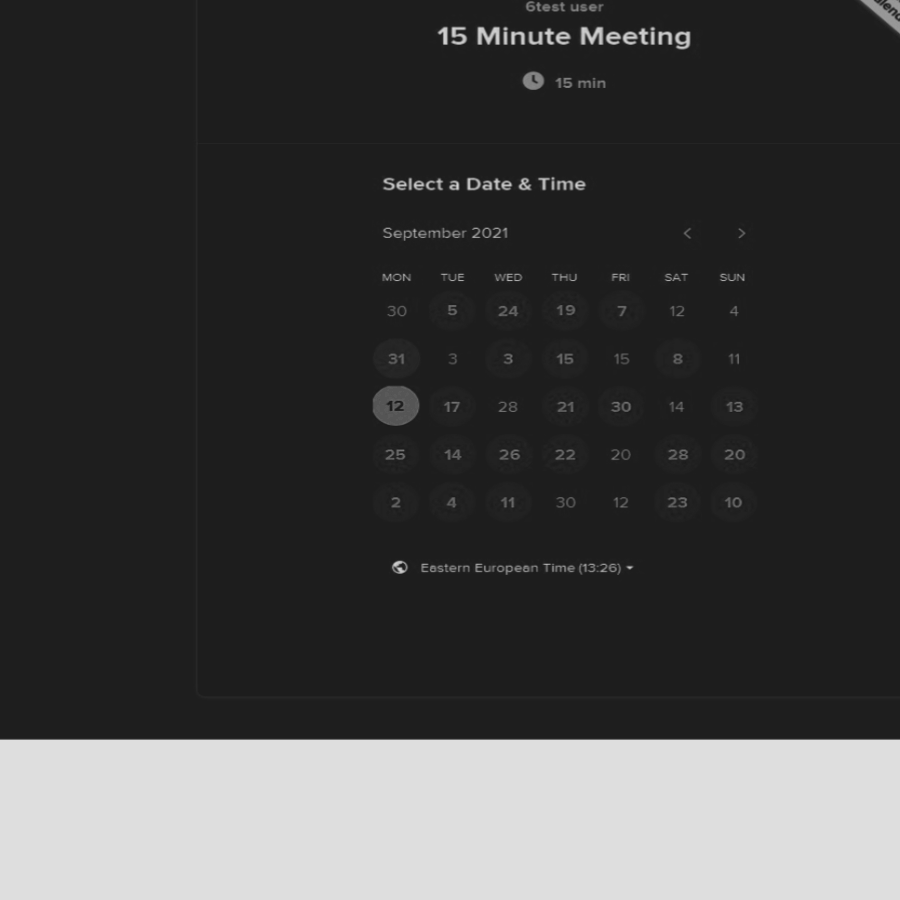 6test user
15 Minute Meeting
15 min
Select a Date & Time
September 2021
MON TUE WED THU FRI SAT SUN
30 5 24 19 7 12 4
31 3 3 15 15 8 11
12 17 28 21 30 14 13
25 14 26 22 20 28 20
2 4 11 30 12 23 10
Eastern European Time (13:26)